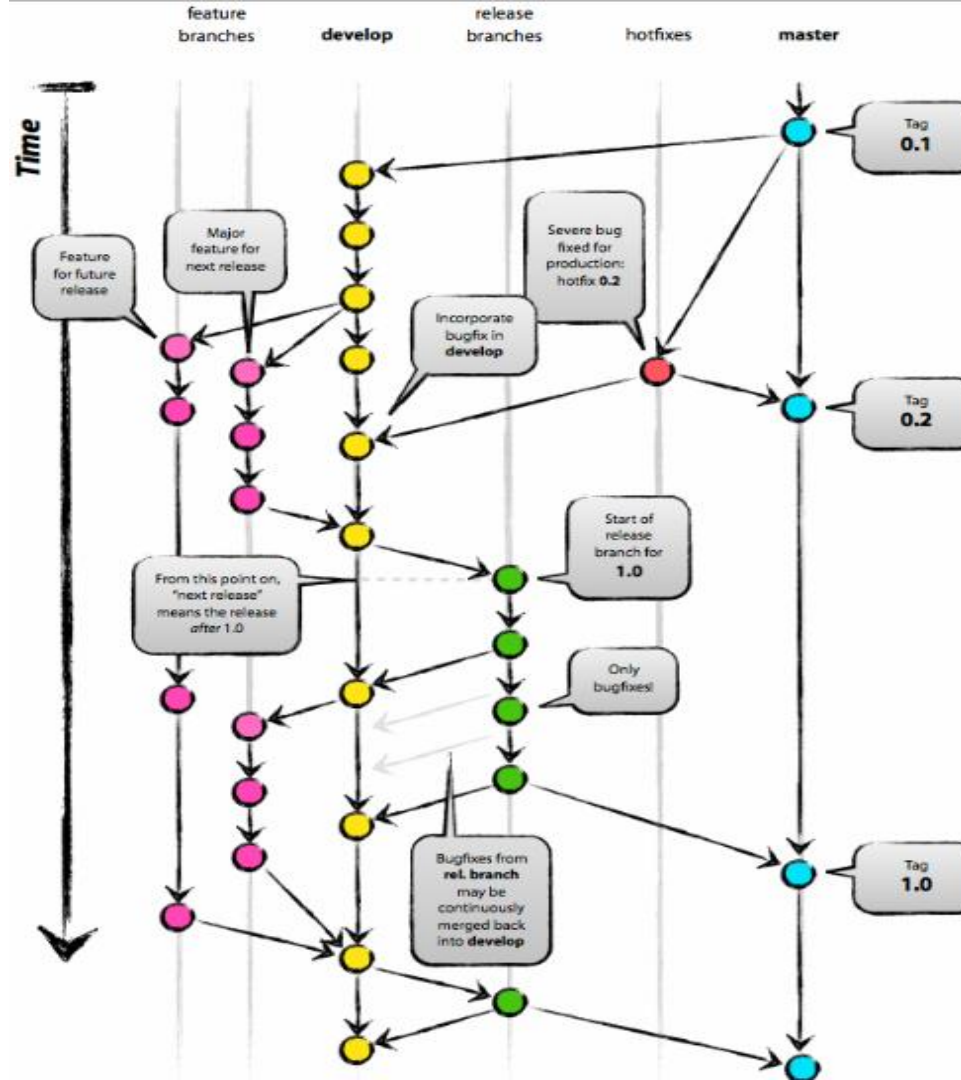 feature
branches
develop
release
branches
hotfixes
master
Time
Tag
0.1
Feature
for future
release
Major
feature for
next release
Severe bug
fixed for
production:
hotfix 0.2
Incorporate
bugfix in
develop
Tag
0.2
Start of
release
branch for
1.0
From this point on,
"next release"
means the release
after 1.0
Only
bugfixes!
Bugfixes from
rel. branch
may be
continuously
merged back
into develop
Tag
1.0